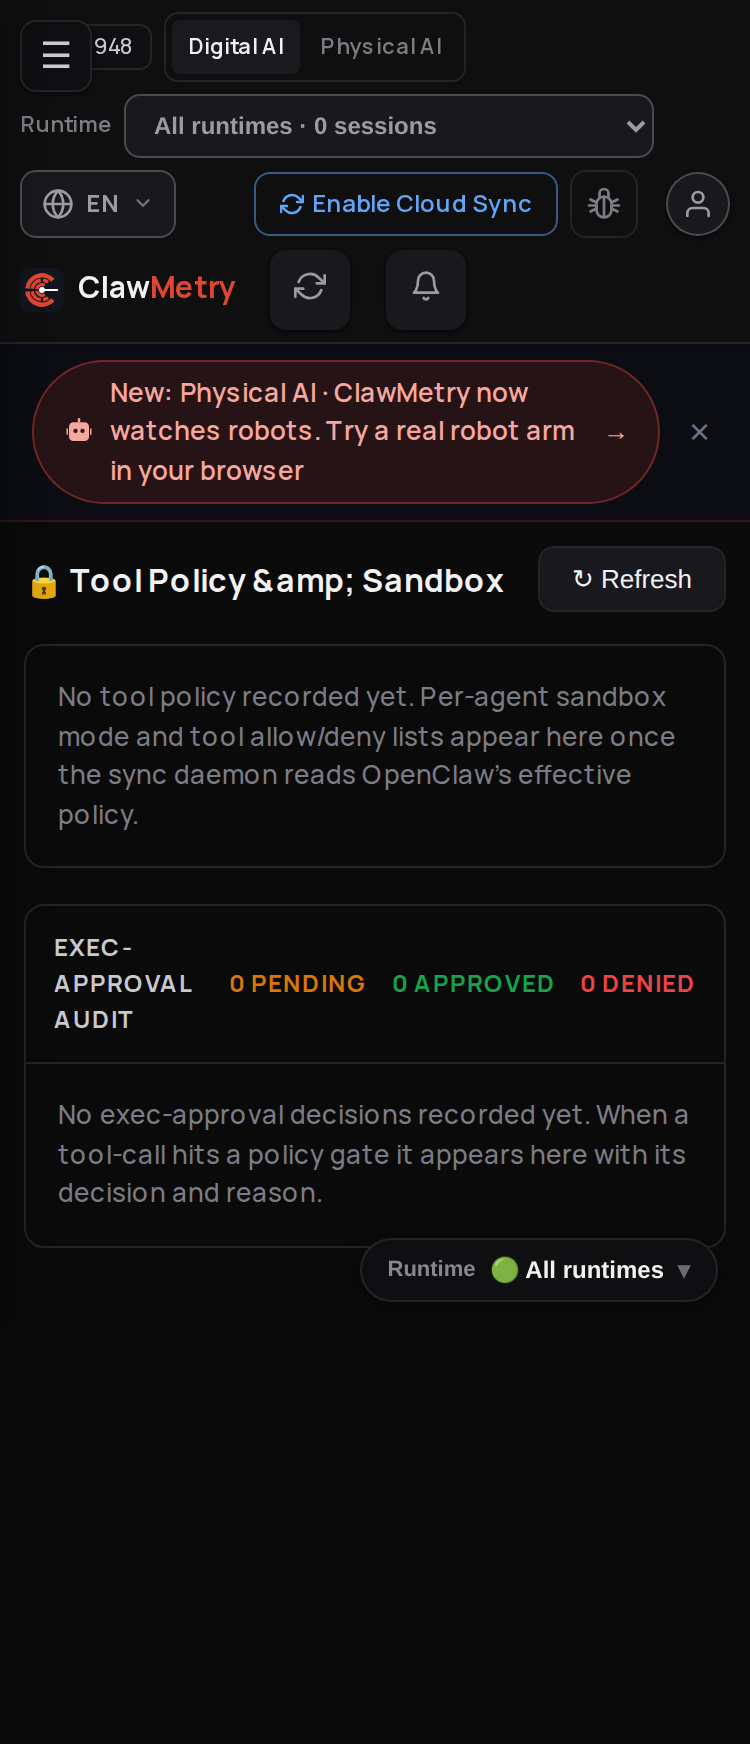 ☰ 948 Digital AI Physical AI
Runtime All runtimes · 0 sessions
EN Enable Cloud Sync
ClawMetry
New: Physical AI · ClawMetry now
watches robots. Try a real robot arm → ×
in your browser
🔒 Tool Policy &amp; Sandbox ↻ Refresh
No tool policy recorded yet. Per-agent sandbox
mode and tool allow/deny lists appear here once
the sync daemon reads OpenClaw’s effective
policy.
EXEC-
APPROVAL 0 PENDING 0 APPROVED 0 DENIED
AUDIT
No exec-approval decisions recorded yet. When a
tool-call hits a policy gate it appears here with its
decision and reason.
Runtime 🟢 All runtimes ▼